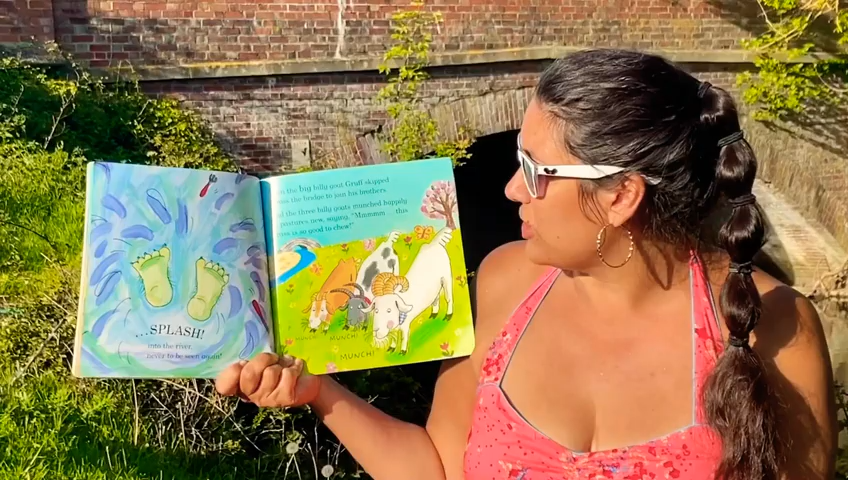 ...SPLASH!
into the river,
never to be seen again!
the big billy goat Gruff skipped
the bridge to join his brothers.
the three billy goats munched happily
new, saying, "Mmmmm this
is so good to chew!"
MUNCH!
MUNCH!
MUNCH!